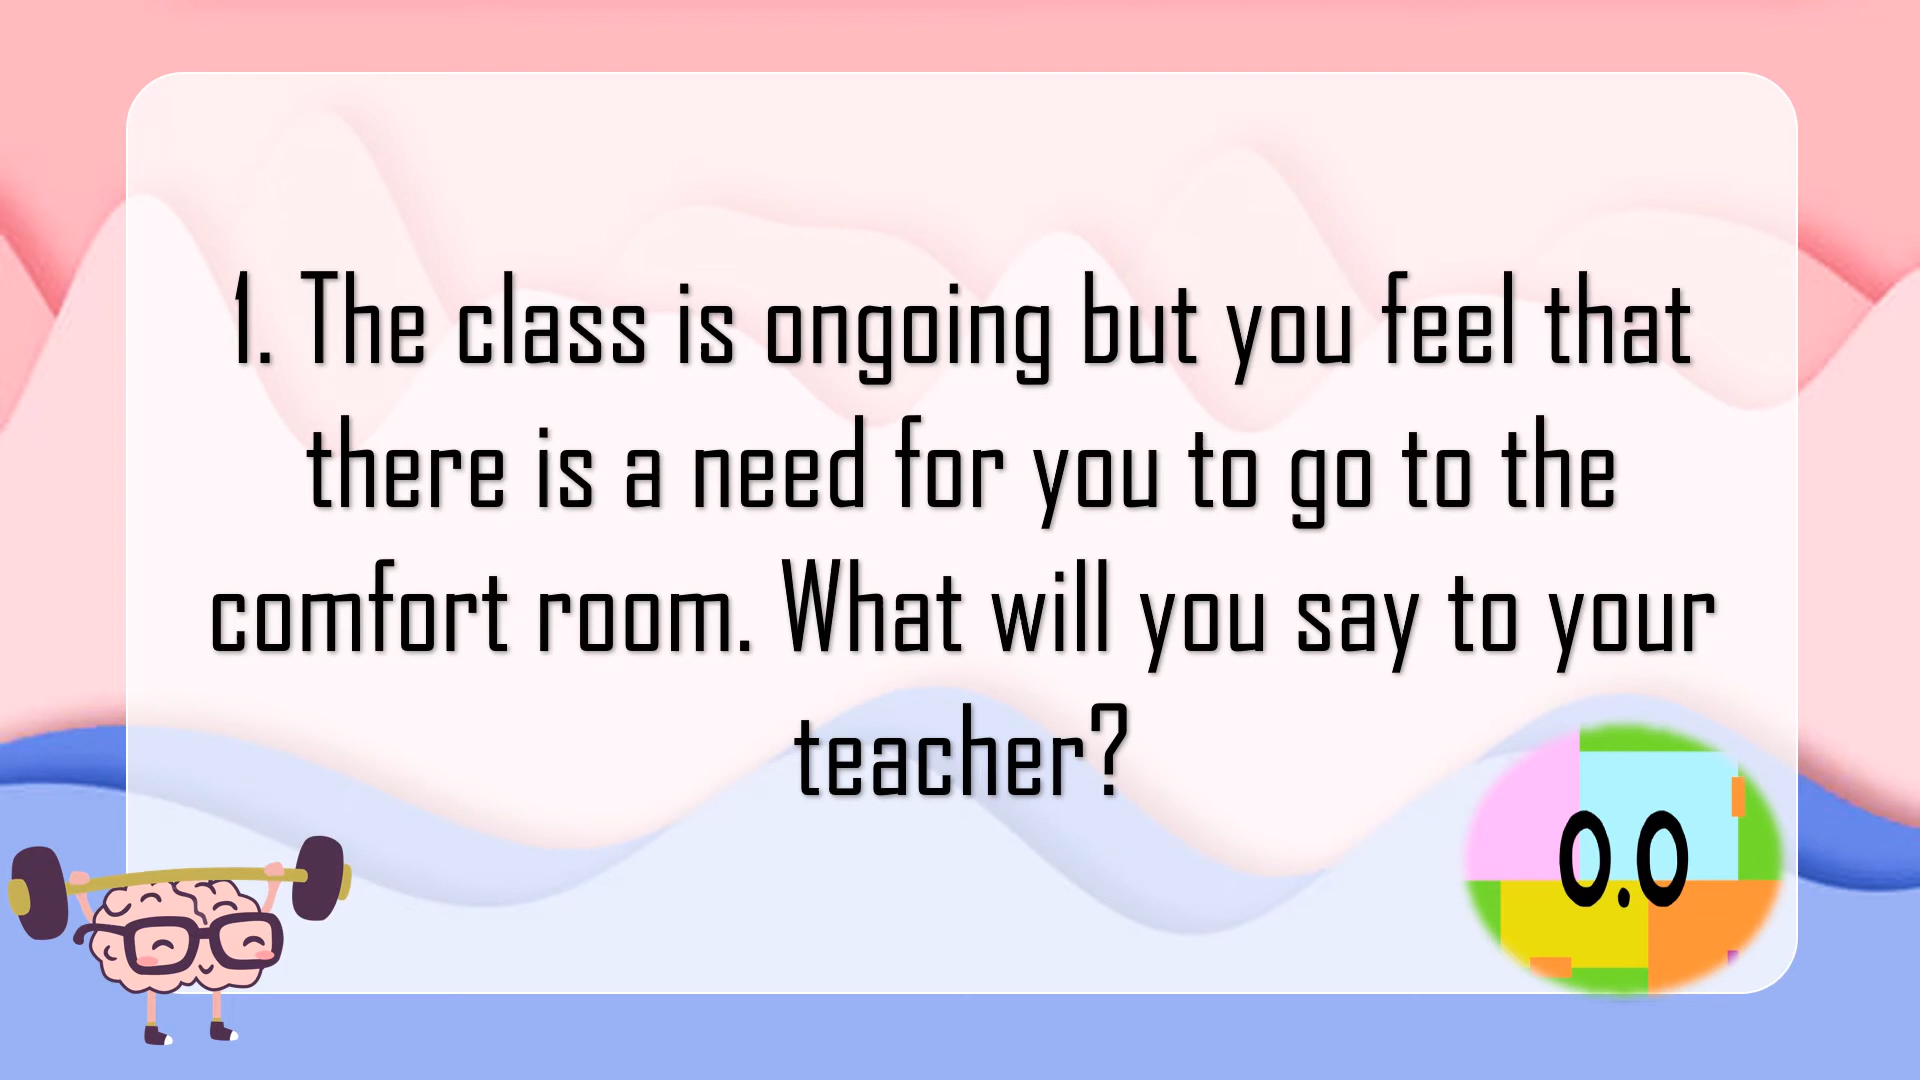 1. The class is ongoing but you feel that
there is a need for you to go to the
comfort room. What will you say to your
teacher?
0.0